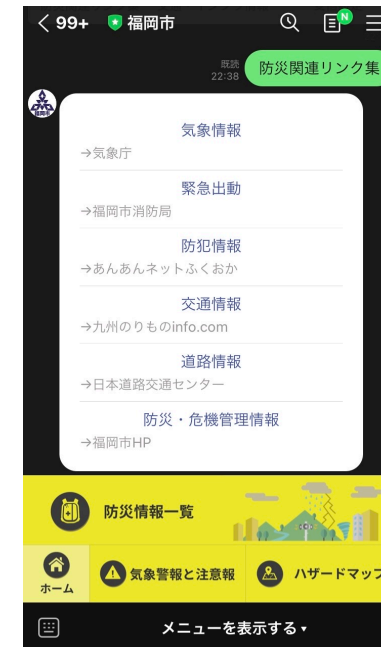 99+ 福岡市
N
既読
22:38
防災関連リンク集
福岡市
気象情報
→気象庁
緊急出動
→福岡市消防局
防犯情報
→あんあんネットふくおか
交通情報
→九州のりものinfo.com
道路情報
→日本道路交通センター
防災・危機管理情報
→福岡市HP
防災情報一覧
ホーム
気象警報と注意報
ハザードマップ
メニューを表示する▾